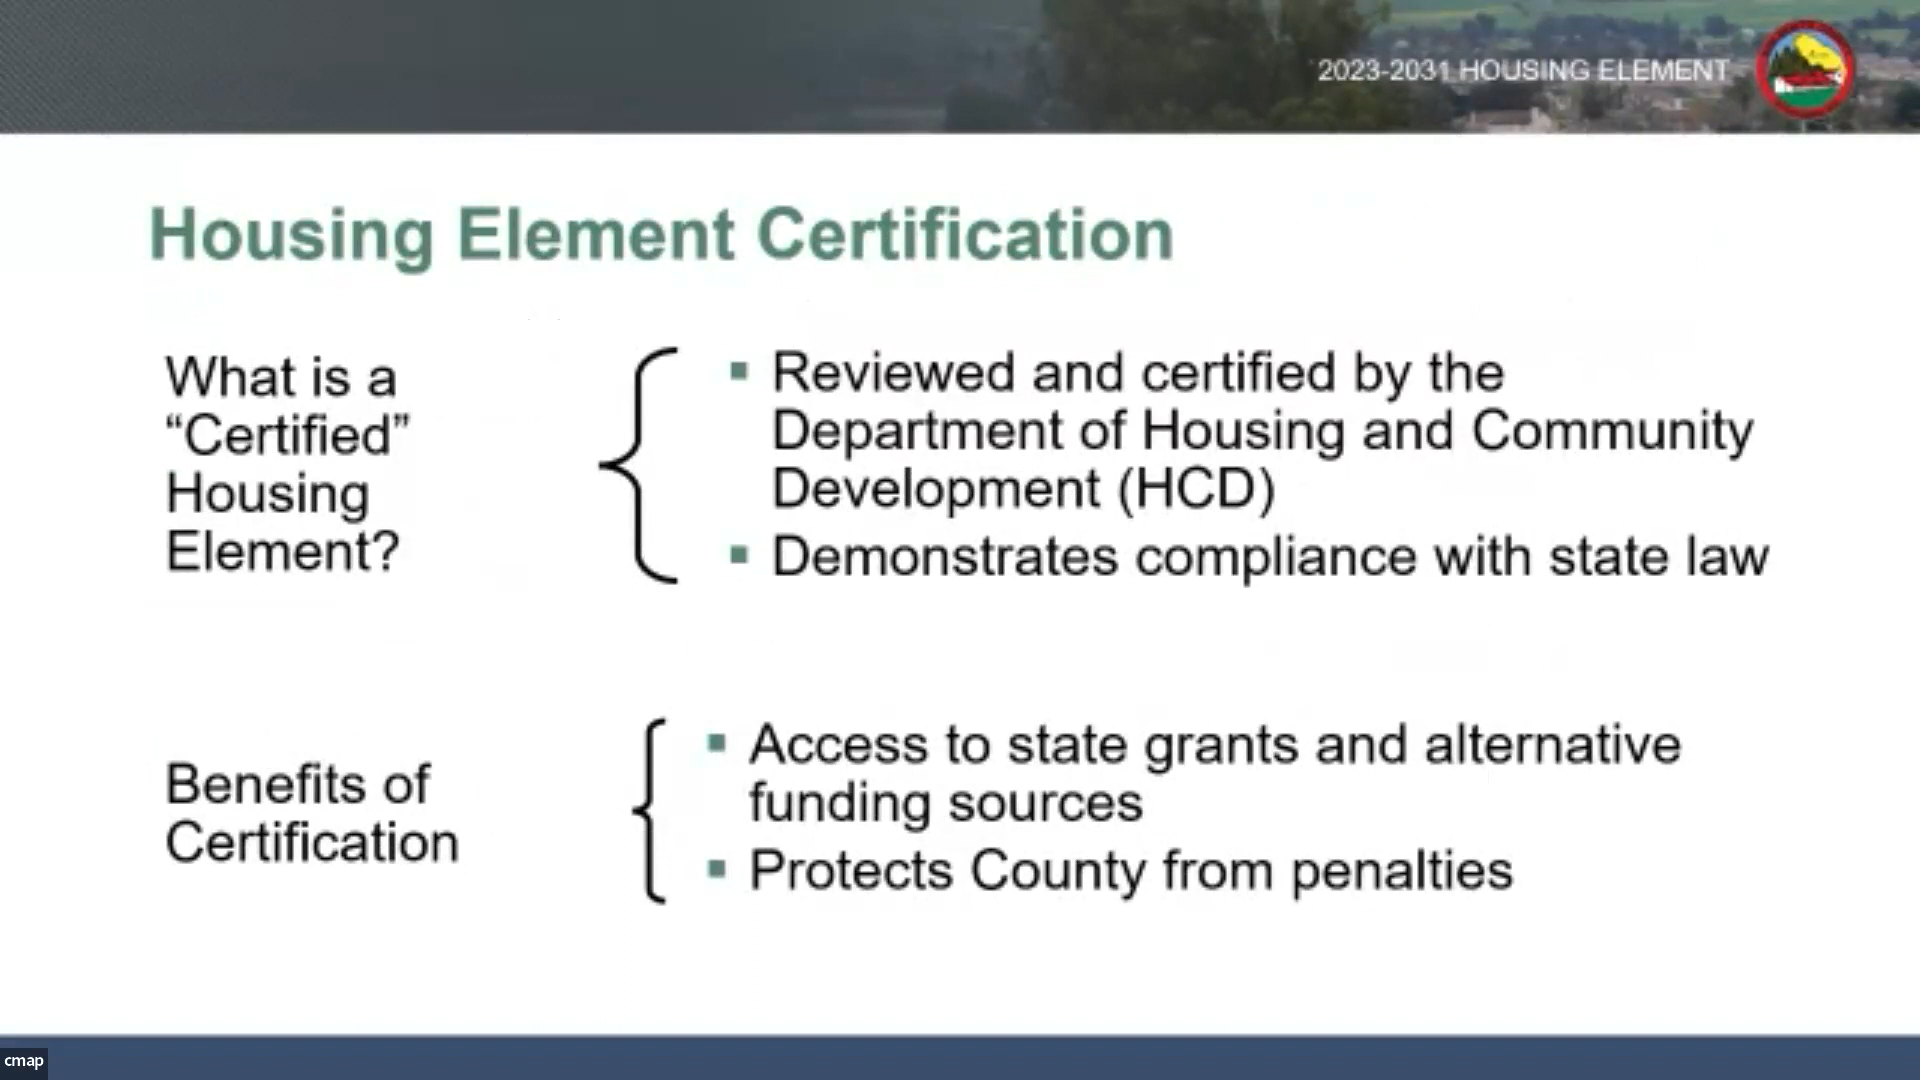 2023-2031 HOUSING ELEMENT
Housing Element Certification
What is a
“Certified”
Housing
Element?
Reviewed and certified by the
Department of Housing and Community
Development (HCD)
Demonstrates compliance with state law
Benefits of
Certification
Access to state grants and alternative
funding sources
Protects County from penalties
cmap